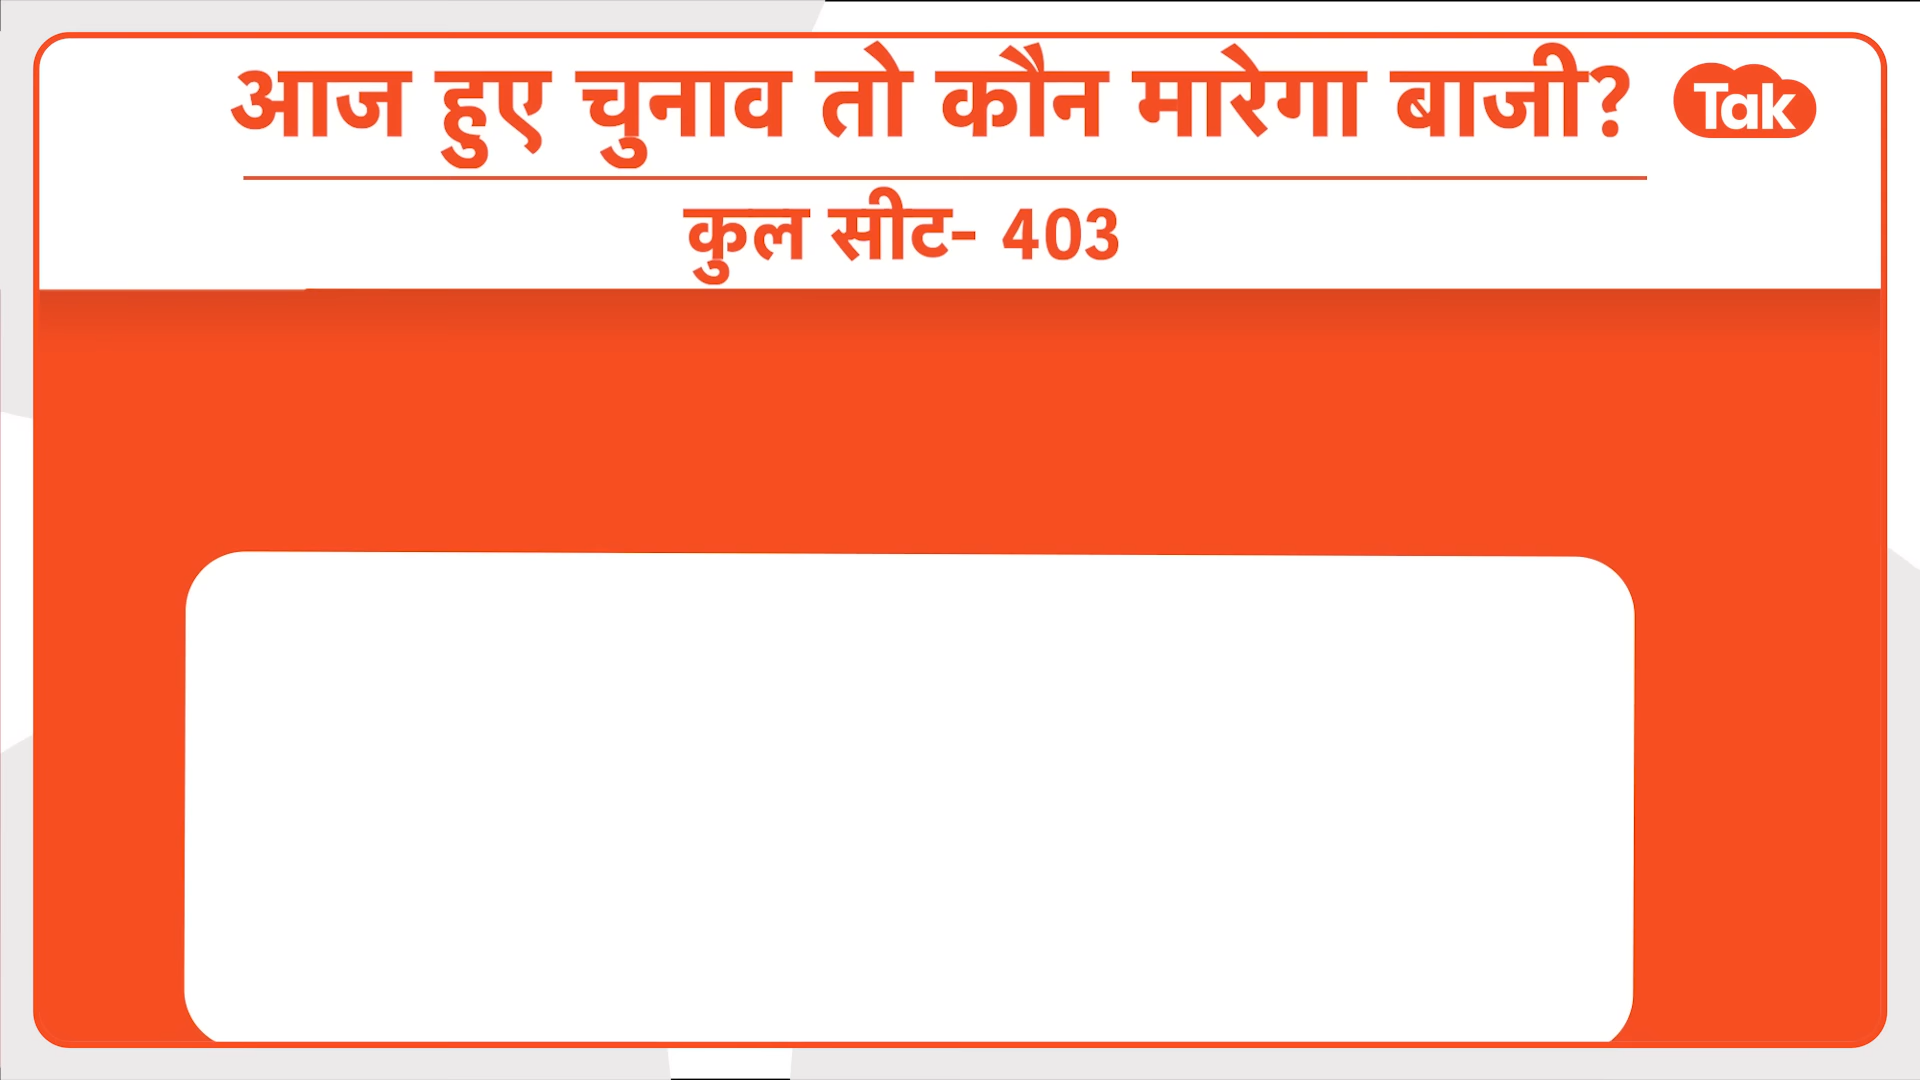 आज हुए चुनाव तो कौन मारेगा बाजी?
Tak
कुल सीट- 403